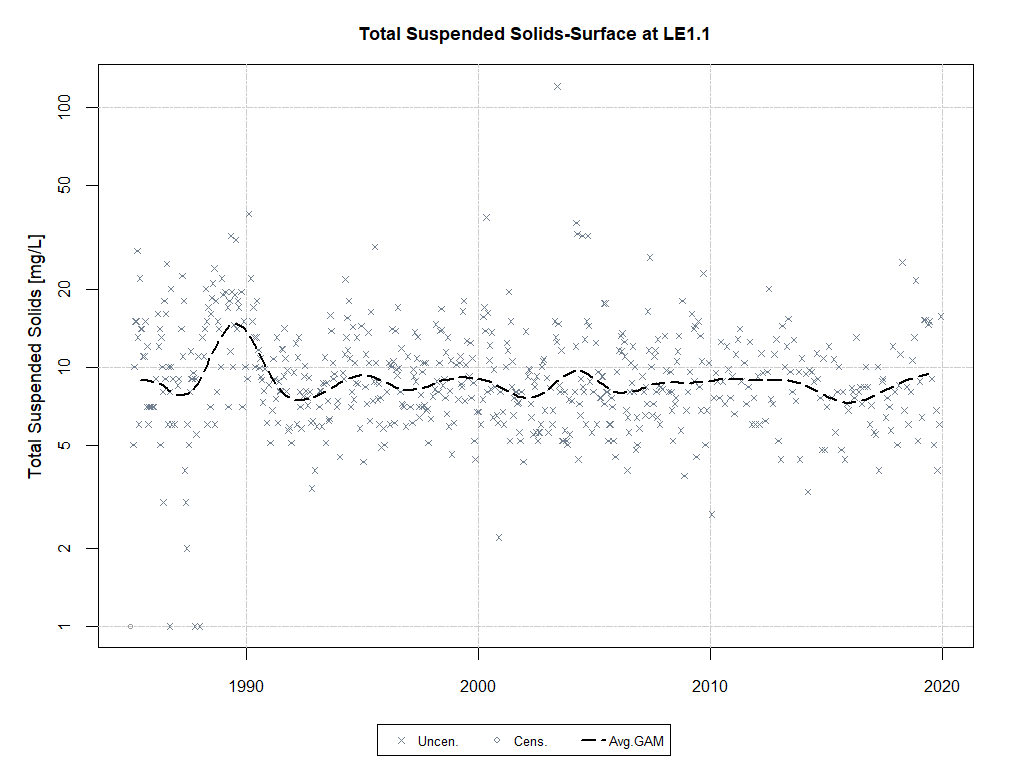 Total Suspended Solids-Surface at LE1.1
Total Suspended Solids [mg/L]
100
50
20
10
5
2
1
1990 2000 2010 2020
Uncen. Cens. Avg.GAM